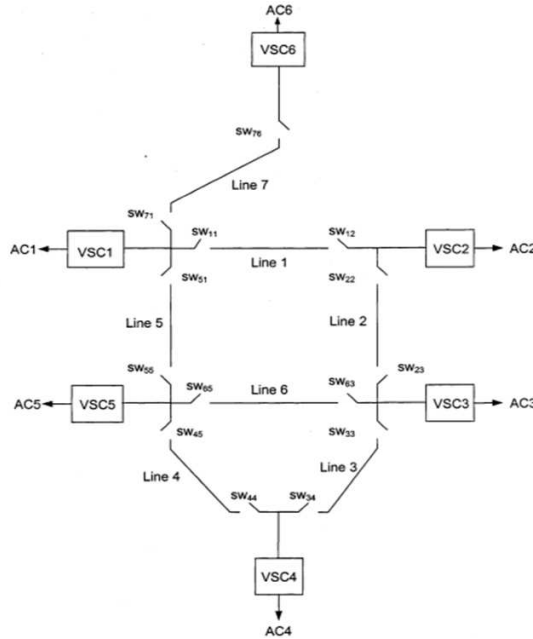 AC6
VSC6
SW76
Line 7
SW71
SW11
SW12
AC1
VSC1
VSC2
AC2
Line 1
SW51
SW22
Line 5
Line 2
SW55
SW65
Line 6
SW63
SW23
AC5
VSC5
VSC3
AC3
SW45
SW33
Line 4
Line 3
SW44
SW34
VSC4
AC4